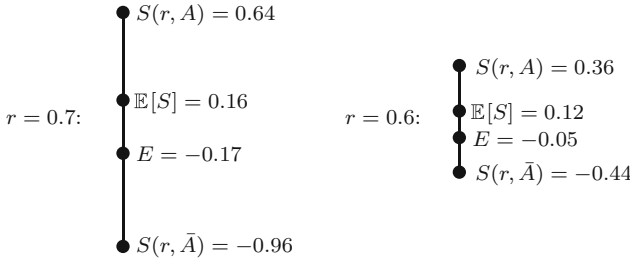 S(r, A) = 0.64
𝔼[S] = 0.16
r = 0.7:
E = −0.17
S(r, Ā) = −0.96
S(r, A) = 0.36
𝔼[S] = 0.12
r = 0.6:
E = −0.05
S(r, Ā) = −0.44